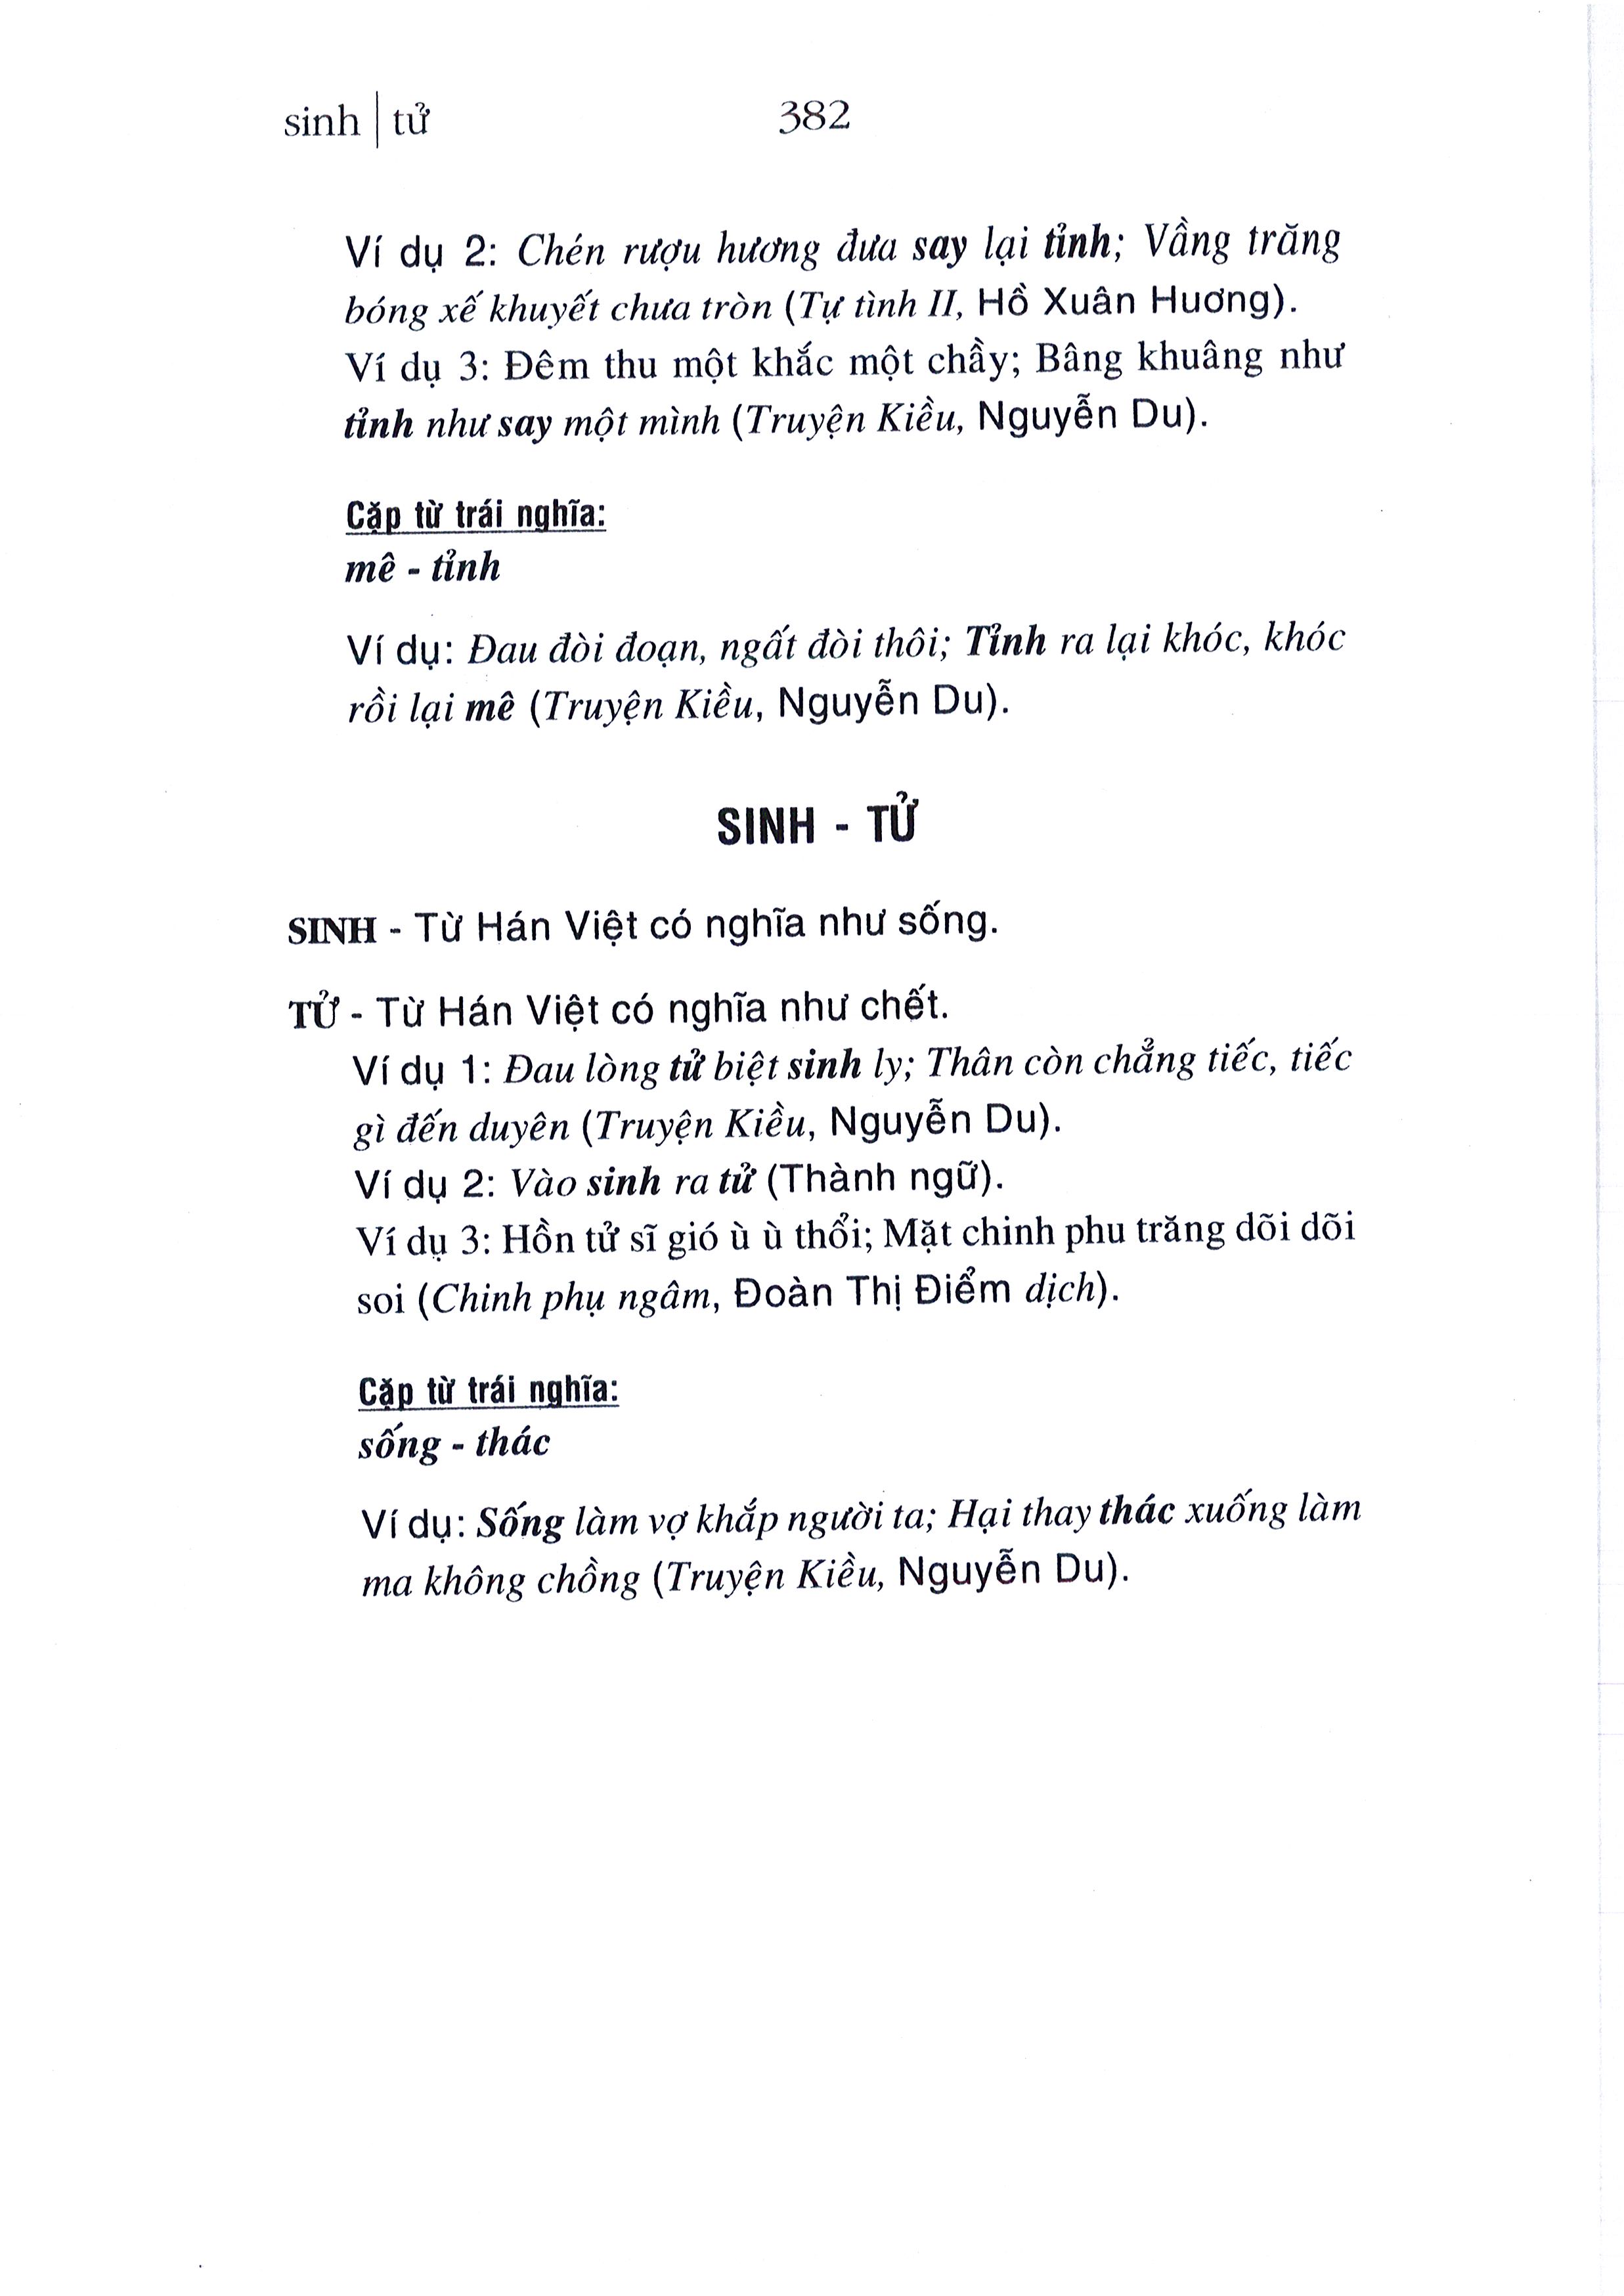 sinh | tử
382
Ví dụ 2: Chén rượu hương đưa say lại tỉnh; Vầng trăng
bóng xế khuyết chưa tròn (Tự tình II, Hồ Xuân Hương).
Ví dụ 3: Đêm thu một khắc một chầy; Bâng khuâng như
tỉnh như say một mình (Truyện Kiều, Nguyễn Du).
Cặp từ trái nghĩa:
mê - tỉnh
Ví dụ: Đau đòi đoạn, ngất đòi thôi; Tỉnh ra lại khóc, khóc
rồi lại mê (Truyện Kiều, Nguyễn Du).
SINH - TỬ
SINH - Từ Hán Việt có nghĩa như sống.
TỬ - Từ Hán Việt có nghĩa như chết.
Ví dụ 1: Đau lòng tử biệt sinh ly; Thân còn chẳng tiếc, tiếc
gì đến duyên (Truyện Kiều, Nguyễn Du).
Ví dụ 2: Vào sinh ra tử (Thành ngữ).
Ví dụ 3: Hồn tử sĩ gió ù ù thổi; Mặt chinh phu trăng dõi dõi
soi (Chinh phụ ngâm, Đoàn Thị Điểm dịch).
Cặp từ trái nghĩa:
sống - thác
Ví dụ: Sống làm vợ khắp người ta; Hại thay thác xuống làm
ma không chồng (Truyện Kiều, Nguyễn Du).